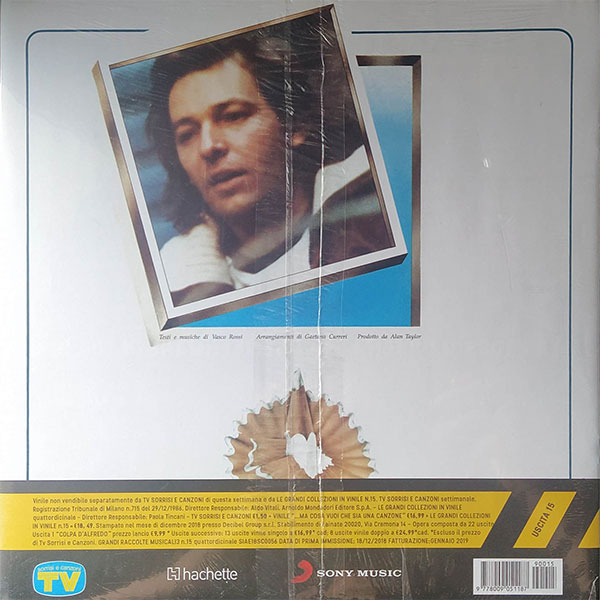 Testi e musiche di Vasco Rossi Arrangiamenti di Gaetano Curreri Prodotto da Alan Taylor
Vinile non vendibile separatamente da TV SORRISI E CANZONI di questa settimana e da LE GRANDI COLLEZIONI IN VINILE N.15. TV SORRISI E CANZONI settimanale.
Registrazione Tribunale di Milano n.715 del 29/12/1986. Direttore Responsabile: Aldo Vitali. Arnoldo Mondadori Editore S.p.A. - LE GRANDI COLLEZIONI IN VINILE
quattordicinale - Direttore Responsabile: Paola Tincani - TV SORRISI E CANZONI €1,50 + VINILE "...MA COSA VUOI CHE SIA UNA CANZONE" €16,99 + LE GRANDI COLLEZIONI
IN VINILE n.15 = €18,49. Stampato nel mese di dicembre 2018 presso Decibel Group s.r.l. Stabilimento di Lainate 20020, Via Cremona 14 - Opera composta da 22 uscite
Uscita 1 "COLPA D'ALFREDO" prezzo lancio €9,99 * Uscite successive: 13 uscite vinile singolo a €16,99* cad; 8 uscite vinile doppio a €24,99*cad. *Escluso il prezzo
di Tv Sorrisi e Canzoni. GRANDI RACCOLTE MUSICALI3 n.15 quattordicinale SIAE18SC0056 DATA DI PRIMA IMMISSIONE: 18/12/2018 FATTURAZIONE: GENNAIO 2019
USCITA 15
sorrisi e canzoni
TV
h hachette
SONY MUSIC
90015
9 778009 051187